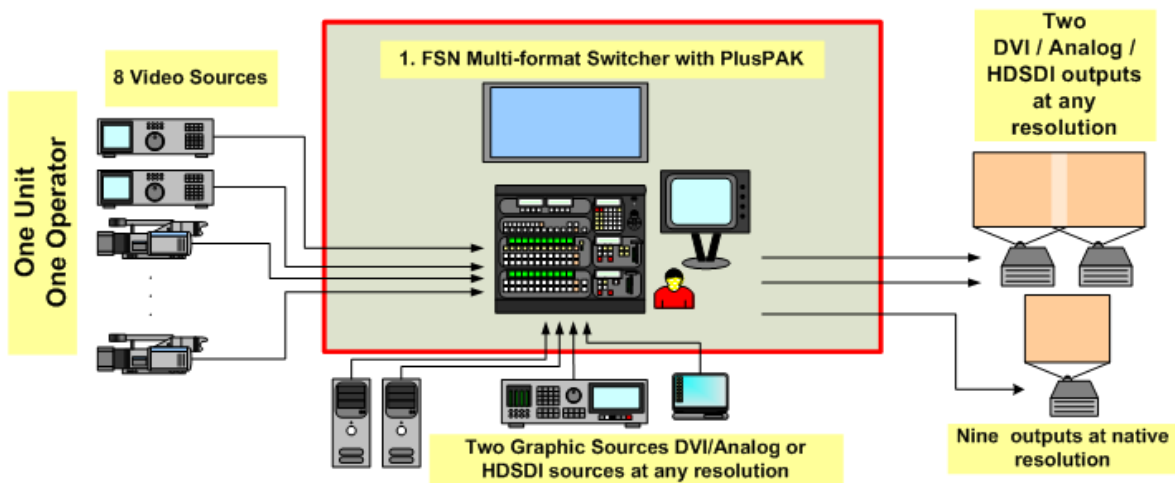 One Unit
One Operator
8 Video Sources
1. FSN Multi-format Switcher with PlusPAK
Two
DVI / Analog /
HDSDI outputs
at any
resolution
Two Graphic Sources DVI/Analog or
HDSDI sources at any resolution
Nine outputs at native
resolution